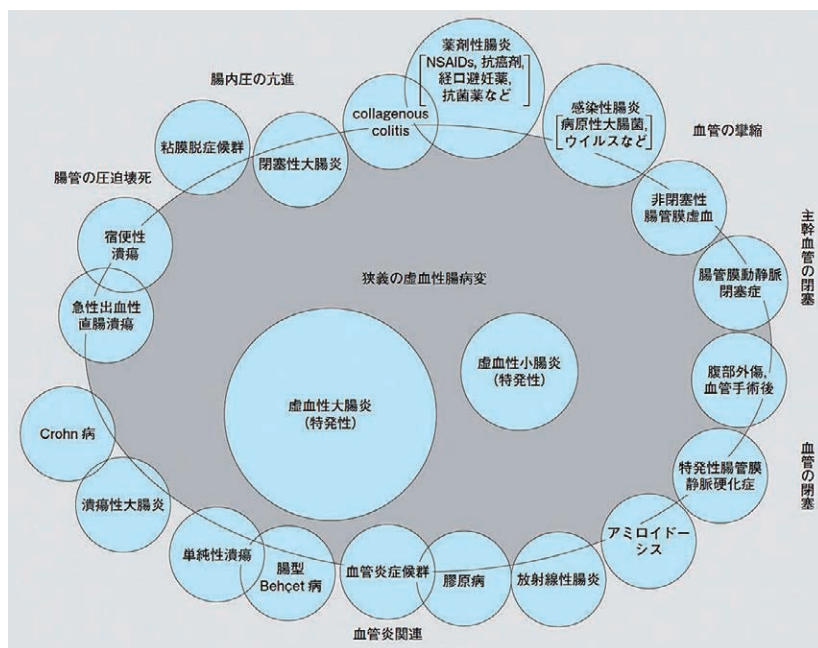 薬剤性腸炎
NSAIDs, 抗癌剤,
経口避妊薬,
抗菌薬など
腸内圧の亢進
collagenous
colitis
感染性腸炎
病原性大腸菌,
ウイルスなど
血管の攣縮
粘膜脱症候群
閉塞性大腸炎
腸管の圧迫壊死
非閉塞性
腸管膜虚血
宿便性
潰瘍
主幹血管の閉塞
腸管膜動静脈
閉塞症
狭義の虚血性腸病変
急性出血性
直腸潰瘍
虚血性小腸炎
(特発性)
腹部外傷,
血管手術後
虚血性大腸炎
(特発性)
Crohn 病
血管の閉塞
特発性腸管膜
静脈硬化症
潰瘍性大腸炎
アミロイドー
シス
単純性潰瘍
腸型
Behçet 病
血管炎症候群
膠原病
放射線性腸炎
血管炎関連